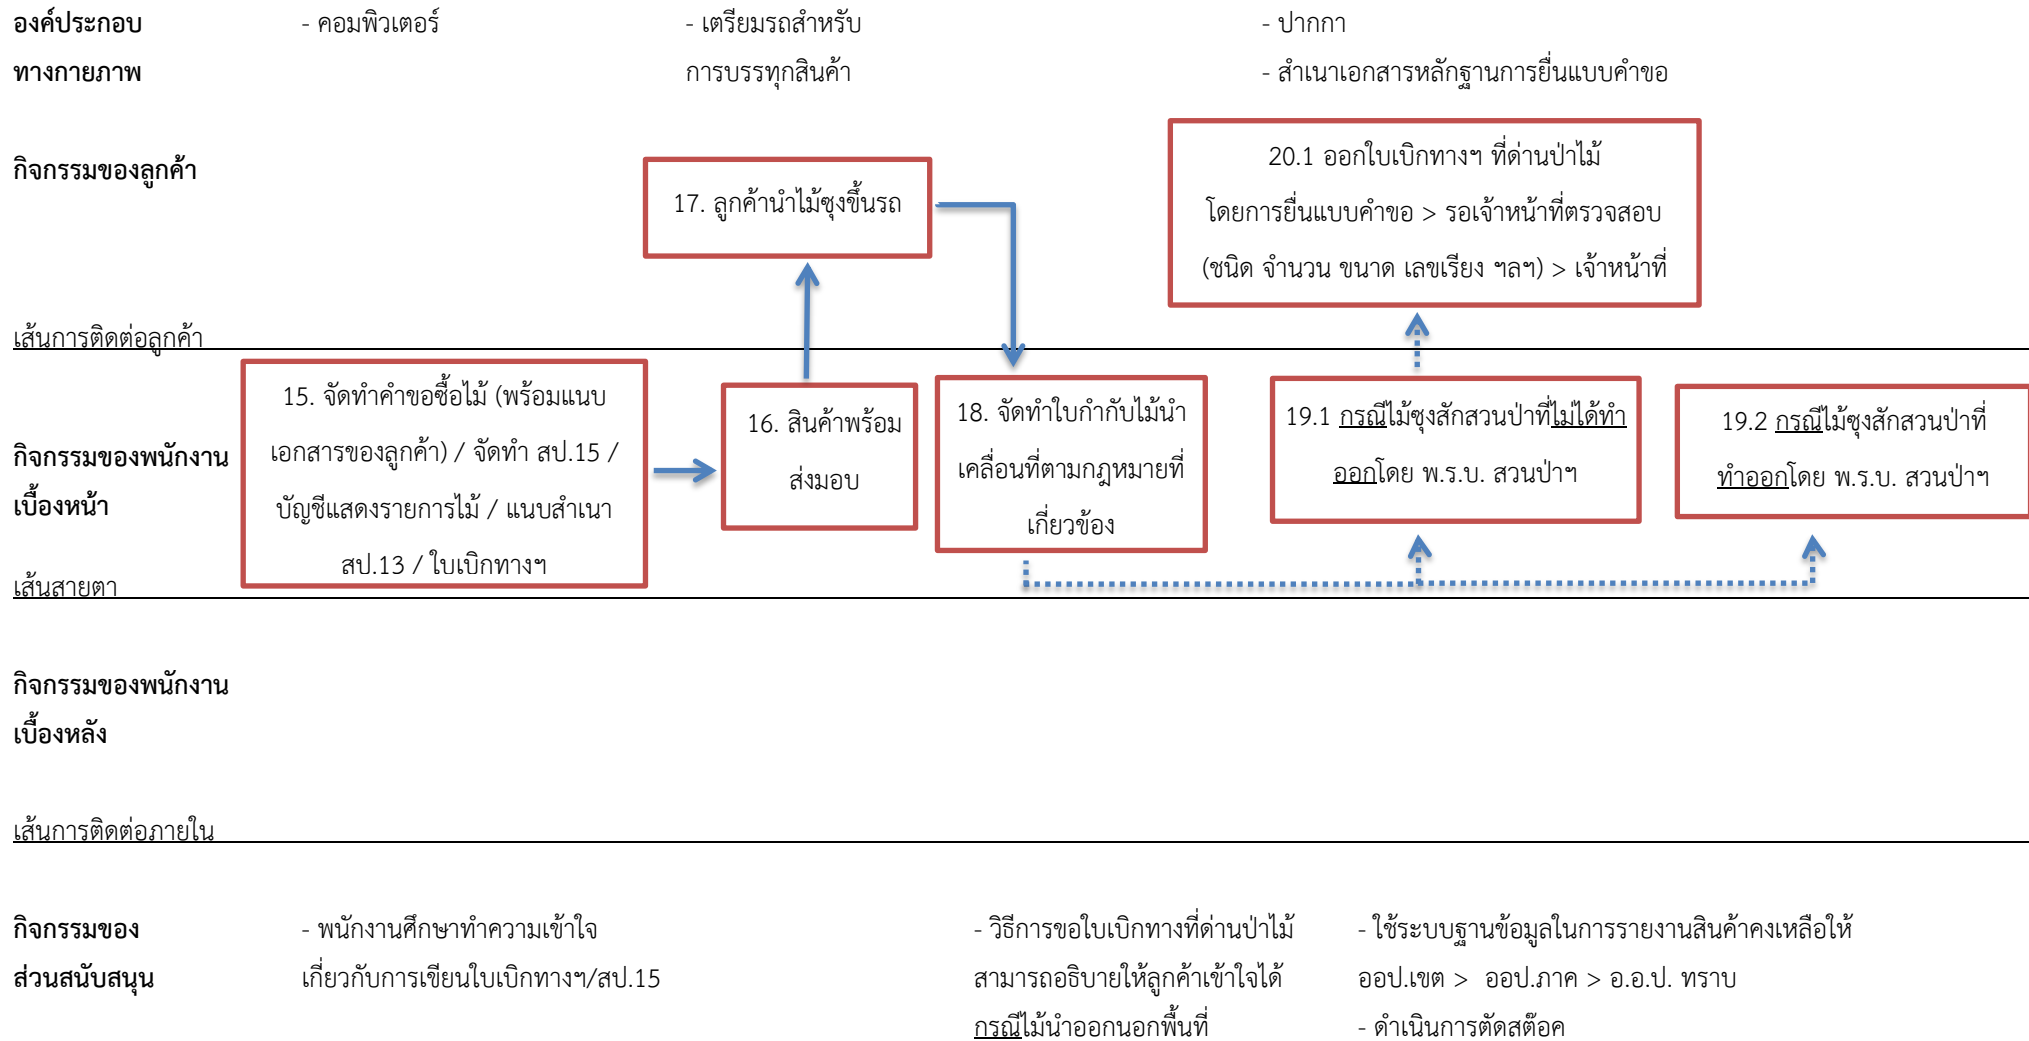 องค์ประกอบ
ทางกายภาพ
- คอมพิวเตอร์
- เตรียมรถสำหรับ
การบรรทุกสินค้า
- ปากกา
- สำเนาเอกสารหลักฐานการยื่นแบบคำขอ
กิจกรรมของลูกค้า
17. ลูกค้านำไม้ซุงขึ้นรถ
20.1 ออกใบเบิกทางฯ ที่ด่านป่าไม้
โดยการยื่นแบบคำขอ > รอเจ้าหน้าที่ตรวจสอบ
(ชนิด จำนวน ขนาด เลขเรียง ฯลฯ) > เจ้าหน้าที่
เส้นการติดต่อลูกค้า
กิจกรรมของพนักงาน
เบื้องหน้า
15. จัดทำคำขอซื้อไม้ (พร้อมแนบ
เอกสารของลูกค้า) / จัดทำ สป.15 /
บัญชีแสดงรายการไม้ / แนบสำเนา
สป.13 / ใบเบิกทางฯ
16. สินค้าพร้อม
ส่งมอบ
18. จัดทำใบกำกับไม้นำ
เคลื่อนที่ตามกฎหมายที่
เกี่ยวข้อง
19.1 กรณีไม้ซุงสักสวนป่าที่ไม่ได้ทำ
ออกโดย พ.ร.บ. สวนป่าฯ
19.2 กรณีไม้ซุงสักสวนป่าที่
ทำออกโดย พ.ร.บ. สวนป่าฯ
เส้นสายตา
กิจกรรมของพนักงาน
เบื้องหลัง
เส้นการติดต่อภายใน
กิจกรรมของ
ส่วนสนับสนุน
- พนักงานศึกษาทำความเข้าใจ
เกี่ยวกับการเขียนใบเบิกทางฯ/สป.15
- วิธีการขอใบเบิกทางที่ด่านป่าไม้
สามารถอธิบายให้ลูกค้าเข้าใจได้
กรณีไม้นำออกนอกพื้นที่
- ใช้ระบบฐานข้อมูลในการรายงานสินค้าคงเหลือให้
ออป.เขต > ออป.ภาค > อ.อ.ป. ทราบ
- ดำเนินการตัดสต๊อค